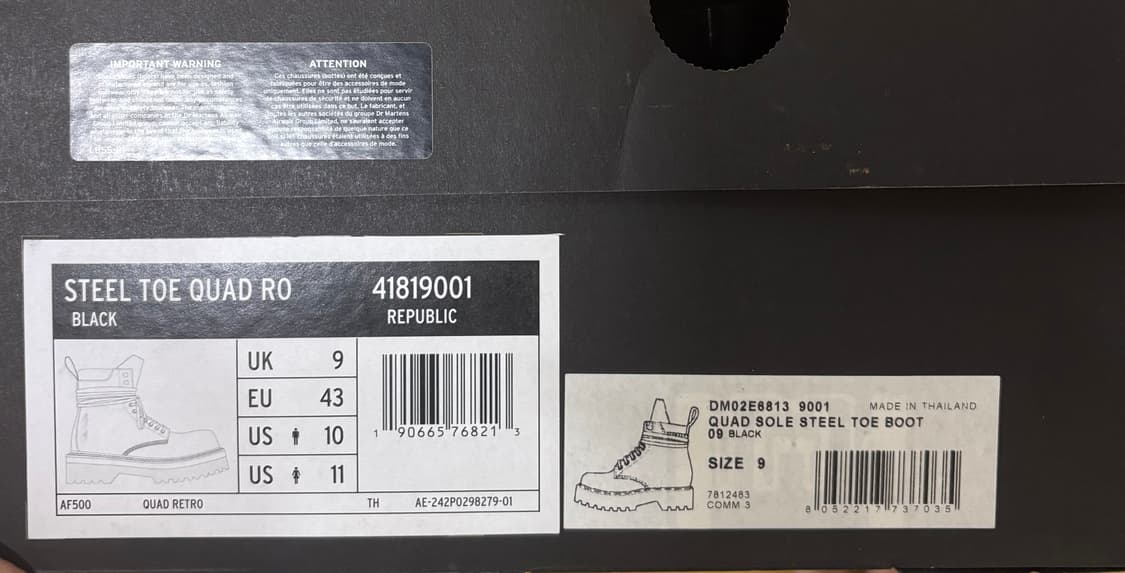 IMPORTANT WARNING
ATTENTION
Ces chaussures (bottes) ont été conçues et
fabriquées pour être des accessoires de mode
uniquement. Elles ne sont pas étudiées pour servir
de chaussures de sécurité et ne doivent en aucun
cas être utilisées dans ce but. Le fabricant, et
toutes les autres sociétés du groupe Dr Martens
Airwair Group Limited, ne sauraient accepter
aucune responsabilité de quelque nature que ce
soit si les chaussures étaient utilisées à des fins
autres que celle d'accessoires de mode.
STEEL TOE QUAD RO 41819001
BLACK REPUBLIC
UK 9
EU 43
US 10
US 11
1 90665 76821 3
AF500 QUAD RETRO TH AE-242P0298279-01
DM02E6813 9001 MADE IN THAILAND
QUAD SOLE STEEL TOE BOOT
09 BLACK
SIZE 9
7812483
COMM 3
8 052217 737035